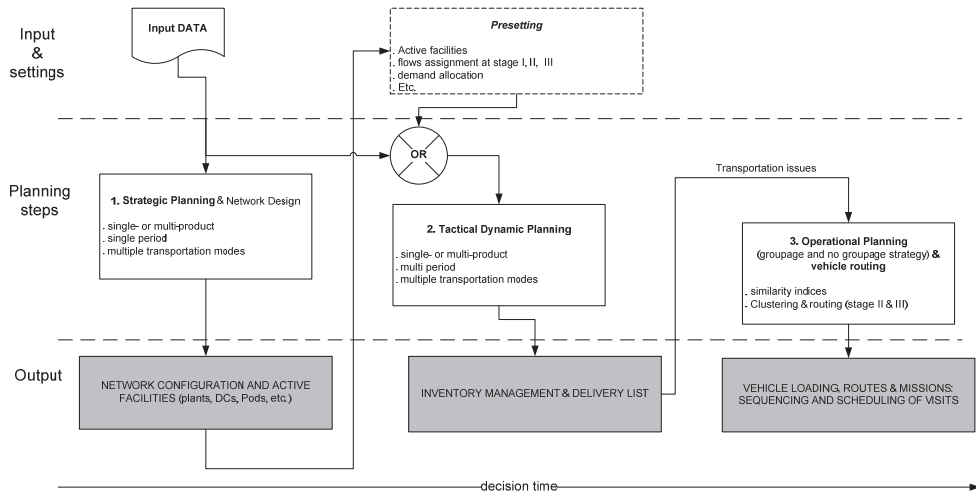 Input
&
settings
Input DATA
Presetting
. Active facilities
. flows assignment at stage I, II, III
. demand allocation
. Etc.
OR
Planning
steps
1. Strategic Planning & Network Design
. single- or multi-product
. single period
. multiple transportation modes
2. Tactical Dynamic Planning
. single- or multi-product
. multi period
. multiple transportation modes
Transportation issues
3. Operational Planning
(groupage and no groupage strategy) &
vehicle routing
. similarity indices
. Clustering & routing (stage II & III)
Output
NETWORK CONFIGURATION AND ACTIVE
FACILITIES (plants, DCs, Pods, etc.)
INVENTORY MANAGEMENT & DELIVERY LIST
VEHICLE LOADING, ROUTES & MISSIONS:
SEQUENCING AND SCHEDULING OF VISITS
decision time